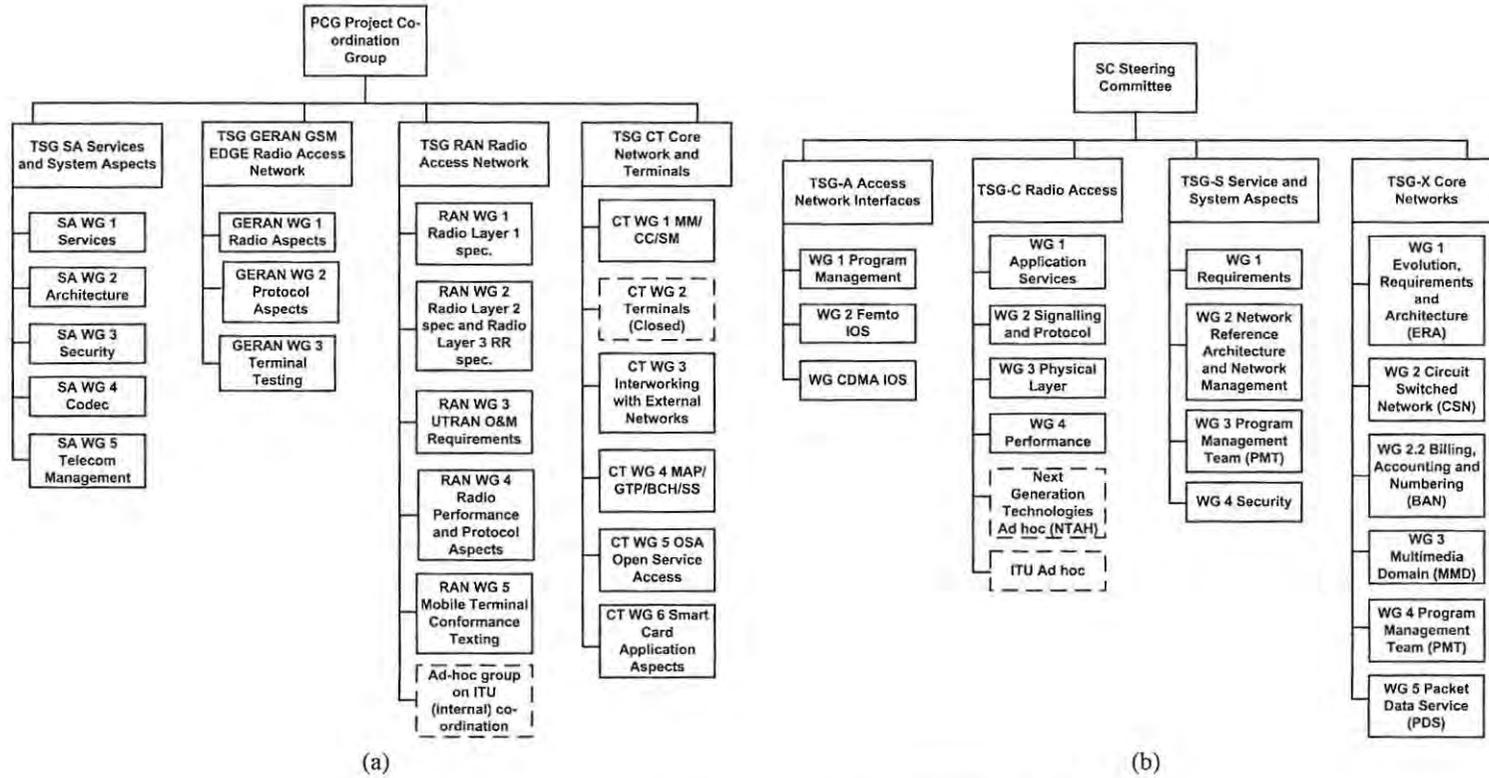 PCG Project Co-
ordination
Group
TSG SA Services
and System Aspects
SA WG 1
Services
SA WG 2
Architecture
SA WG 3
Security
SA WG 4
Codec
SA WG 5
Telecom
Management
TSG GERAN GSM
EDGE Radio Access
Network
GERAN WG 1
Radio Aspects
GERAN WG 2
Protocol
Aspects
GERAN WG 3
Terminal
Testing
TSG RAN Radio
Access Network
RAN WG 1
Radio Layer 1
spec.
RAN WG 2
Radio Layer 2
spec and Radio
Layer 3 RR
spec.
RAN WG 3
UTRAN O&M
Requirements
RAN WG 4
Radio
Performance
and Protocol
Aspects
RAN WG 5
Mobile Terminal
Conformance
Texting
Ad-hoc group
on ITU
(internal) co-
ordination
TSG CT Core
Network and
Terminals
CT WG 1 MM/
CC/SM
CT WG 2
Terminals
(Closed)
CT WG 3
Interworking
with External
Networks
CT WG 4 MAP/
GTP/BCH/SS
CT WG 5 OSA
Open Service
Access
CT WG 6 Smart
Card
Application
Aspects
(a)
SC Steering
Committee
TSG-A Access
Network Interfaces
WG 1 Program
Management
WG 2 Femto
IOS
WG CDMA IOS
TSG-C Radio Access
WG 1
Application
Services
WG 2 Signalling
and Protocol
WG 3 Physical
Layer
WG 4
Performance
Next
Generation
Technologies
Ad hoc (NTAH)
ITU Ad hoc
TSG-S Service and
System Aspects
WG 1
Requirements
WG 2 Network
Reference
Architecture
and Network
Management
WG 3 Program
Management
Team (PMT)
WG 4 Security
TSG-X Core
Networks
WG 1
Evolution,
Requirements
and
Architecture
(ERA)
WG 2 Circuit
Switched
Network (CSN)
WG 2.2 Billing,
Accounting and
Numbering
(BAN)
WG 3
Multimedia
Domain (MMD)
WG 4 Program
Management
Team (PMT)
WG 5 Packet
Data Service
(PDS)
(b)